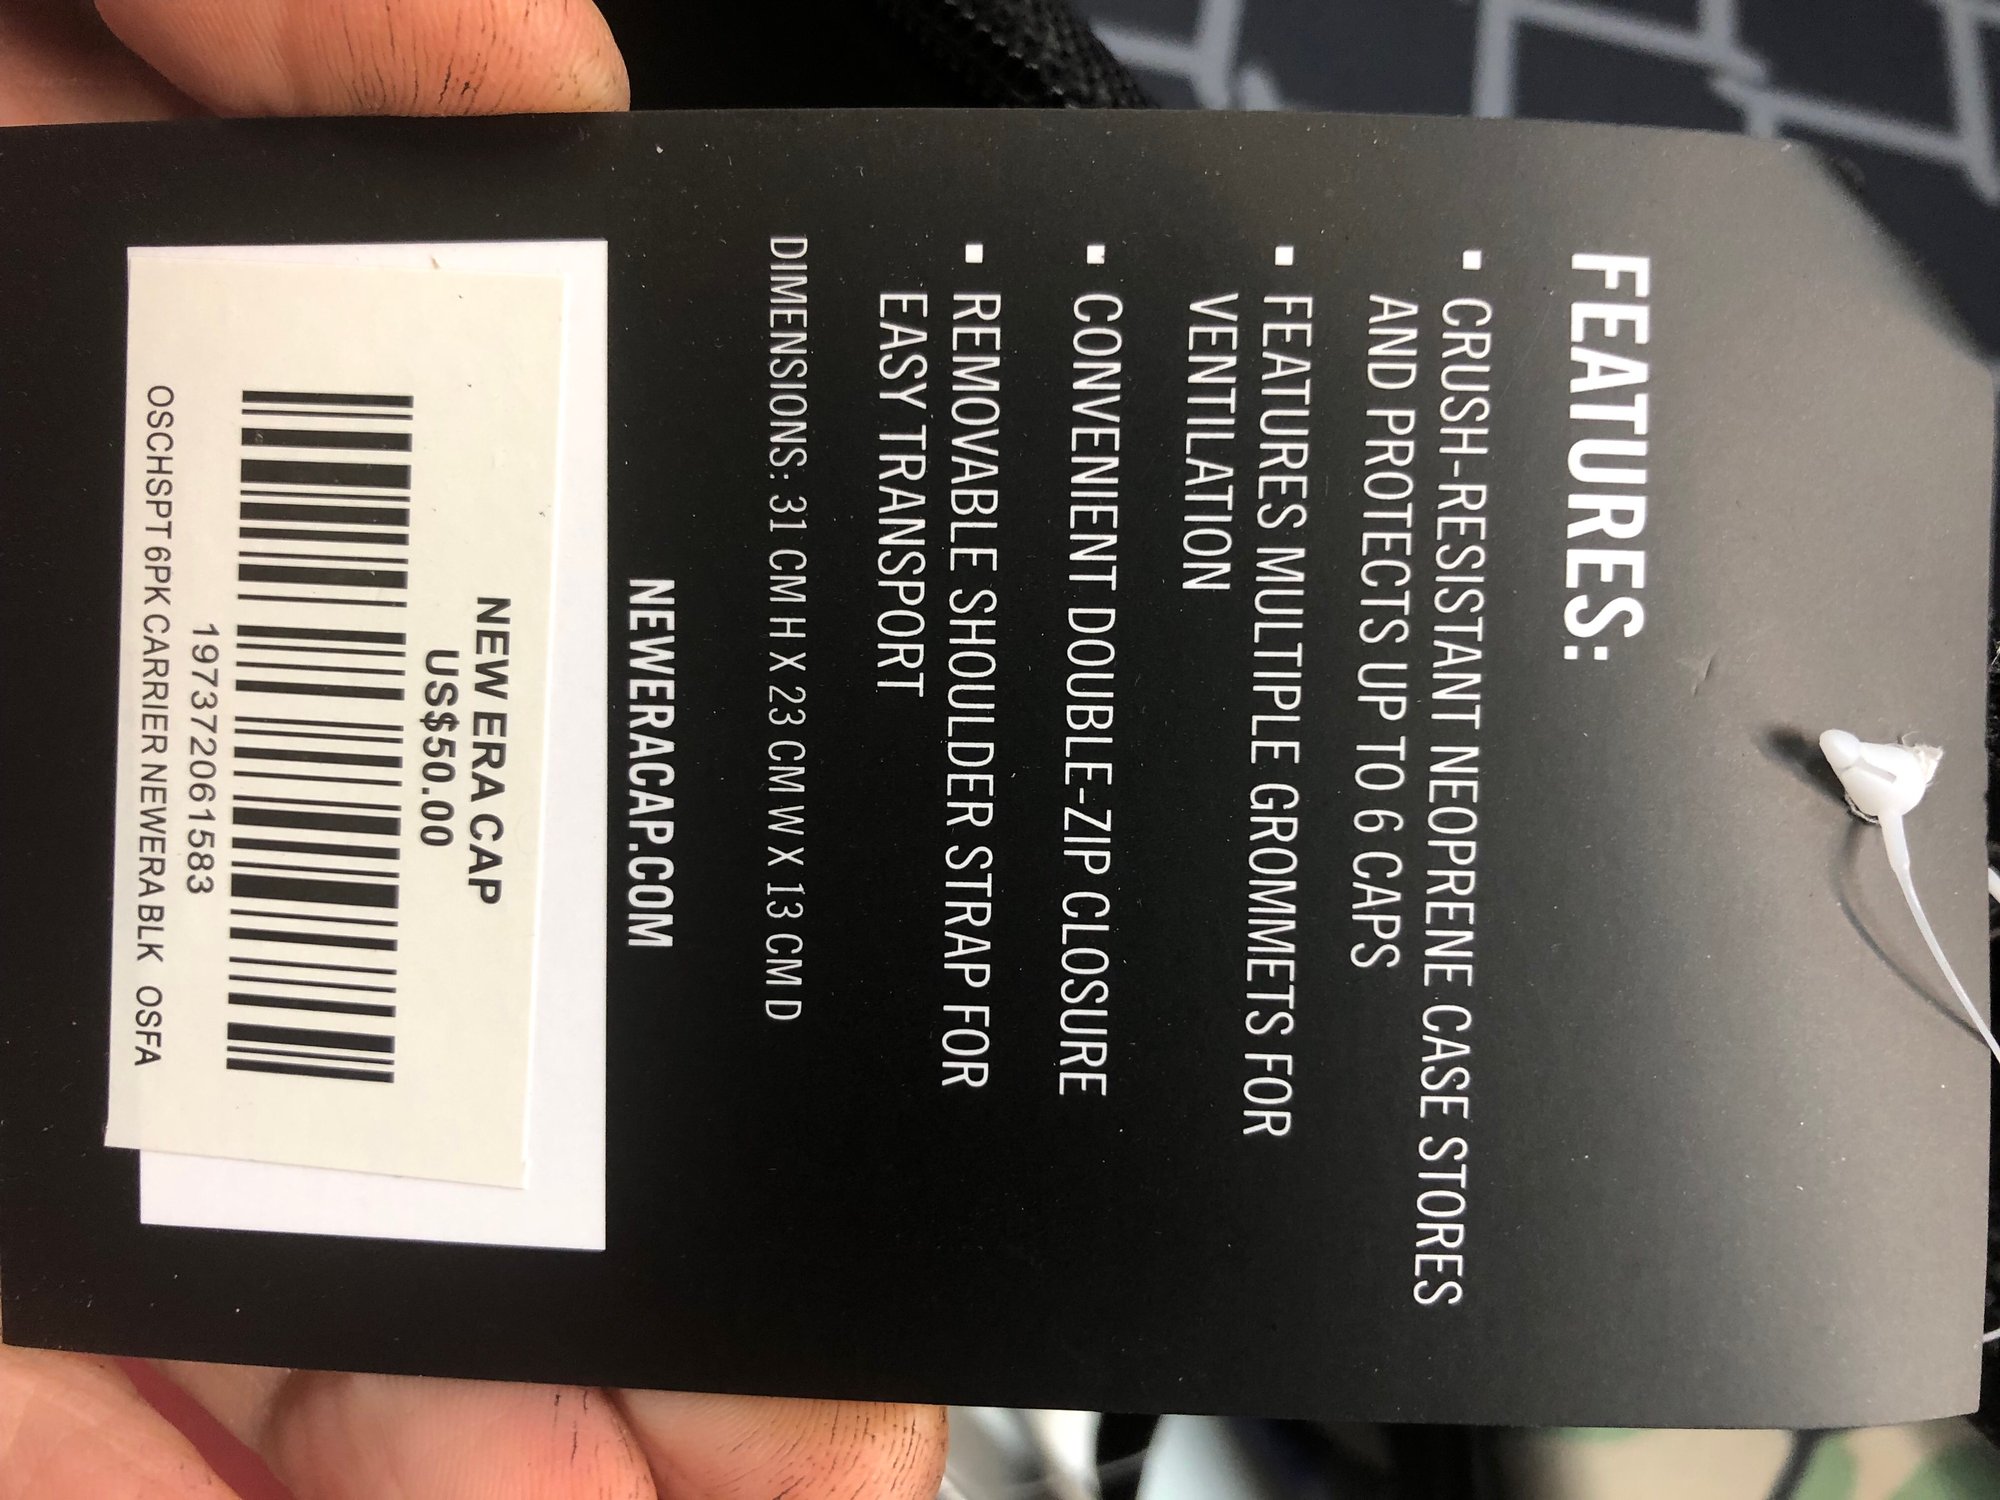 FEATURES:
▪ CRUSH-RESISTANT NEOPRENE CASE STORES
AND PROTECTS UP TO 6 CAPS
▪ FEATURES MULTIPLE GROMMETS FOR
VENTILATION
▪ CONVENIENT DOUBLE-ZIP CLOSURE
▪ REMOVABLE SHOULDER STRAP FOR
EASY TRANSPORT
DIMENSIONS: 31 CM H X 23 CM W X 13 CM D
NEWERACAP.COM
NEW ERA CAP
US$50.00
197372061583
OSCHSPT 6PK CARRIER NEWERA BLK OSFA